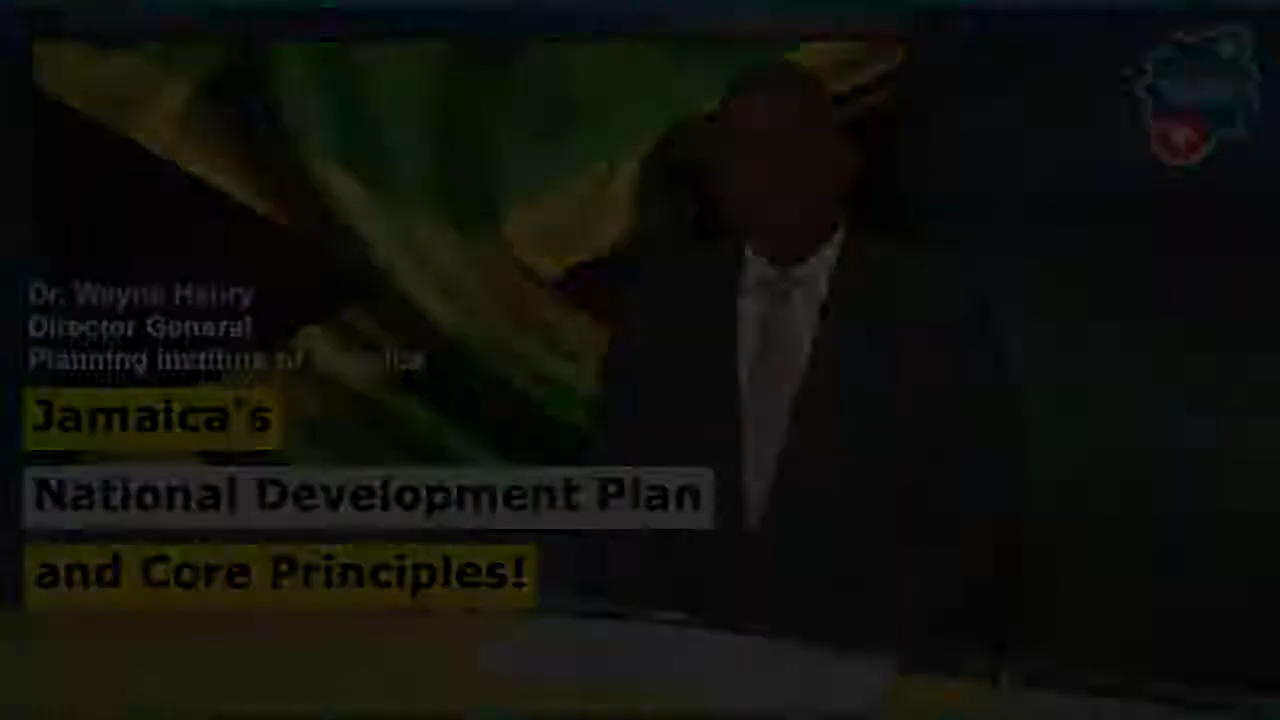 Dr. Wayne Henry
Director General
Planning Institute of
Jamaica's
National Development Plan
and Core Principles!